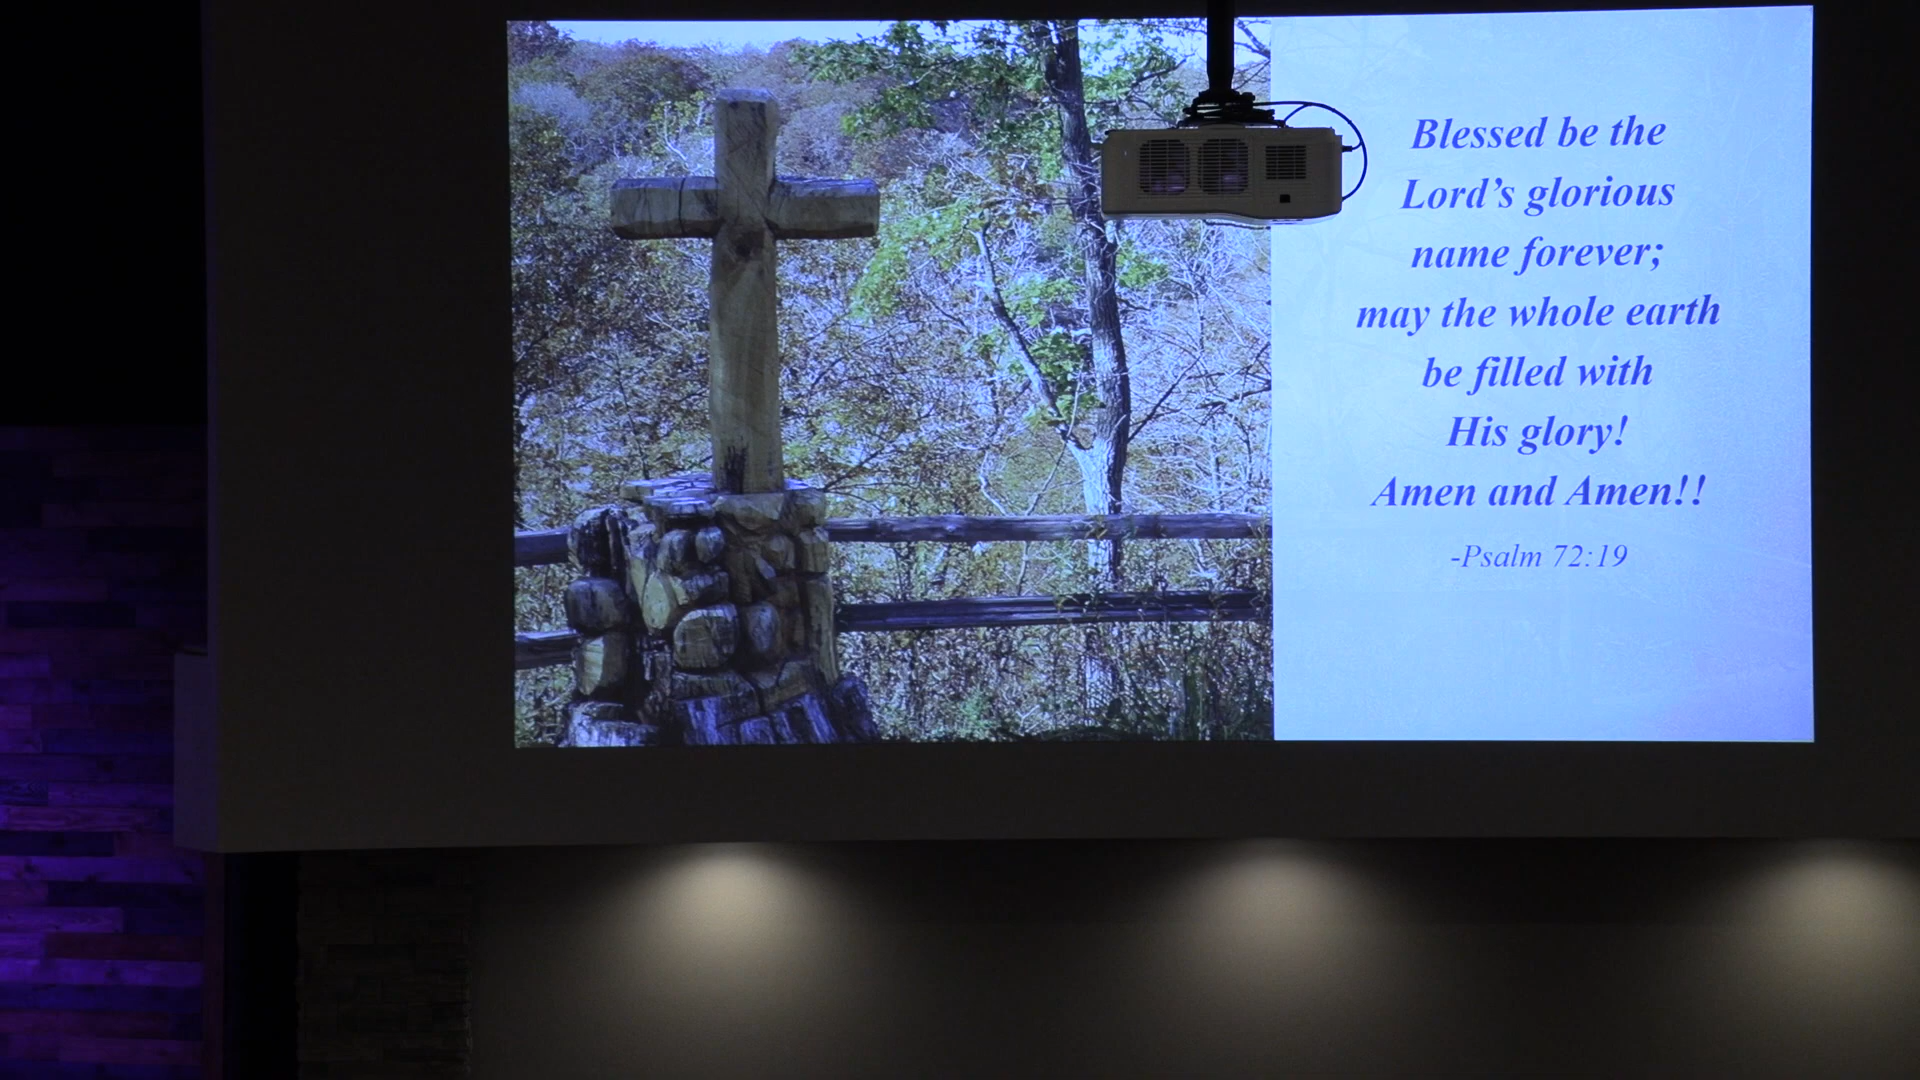 Blessed be the
Lord’s glorious
name forever;
may the whole earth
be filled with
His glory!
Amen and Amen!!
-Psalm 72:19